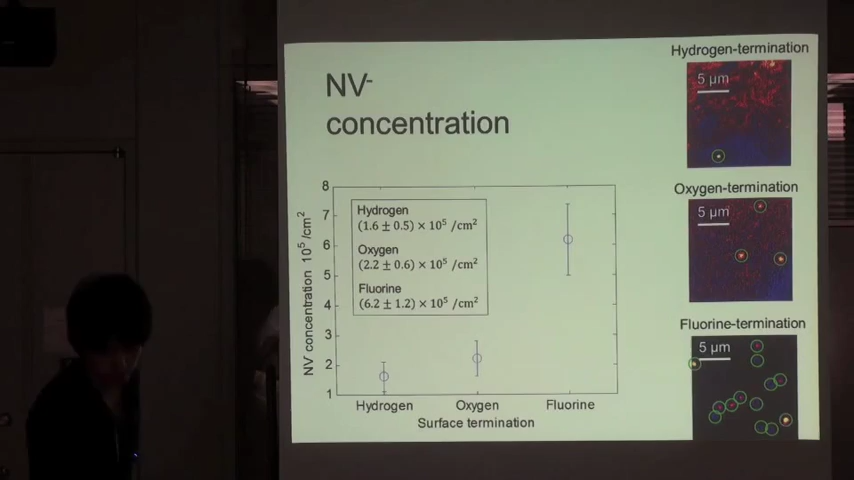 NV-
concentration
8
7
6
5
4
3
2
1
NV concentration 10⁵ /cm²
Hydrogen
(1.6 ± 0.5) × 10⁵ /cm²
Oxygen
(2.2 ± 0.6) × 10⁵ /cm²
Fluorine
(6.2 ± 1.2) × 10⁵ /cm²
Hydrogen Oxygen Fluorine
Surface termination
Hydrogen-termination
5 μm
Oxygen-termination
5 μm
Fluorine-termination
5 μm